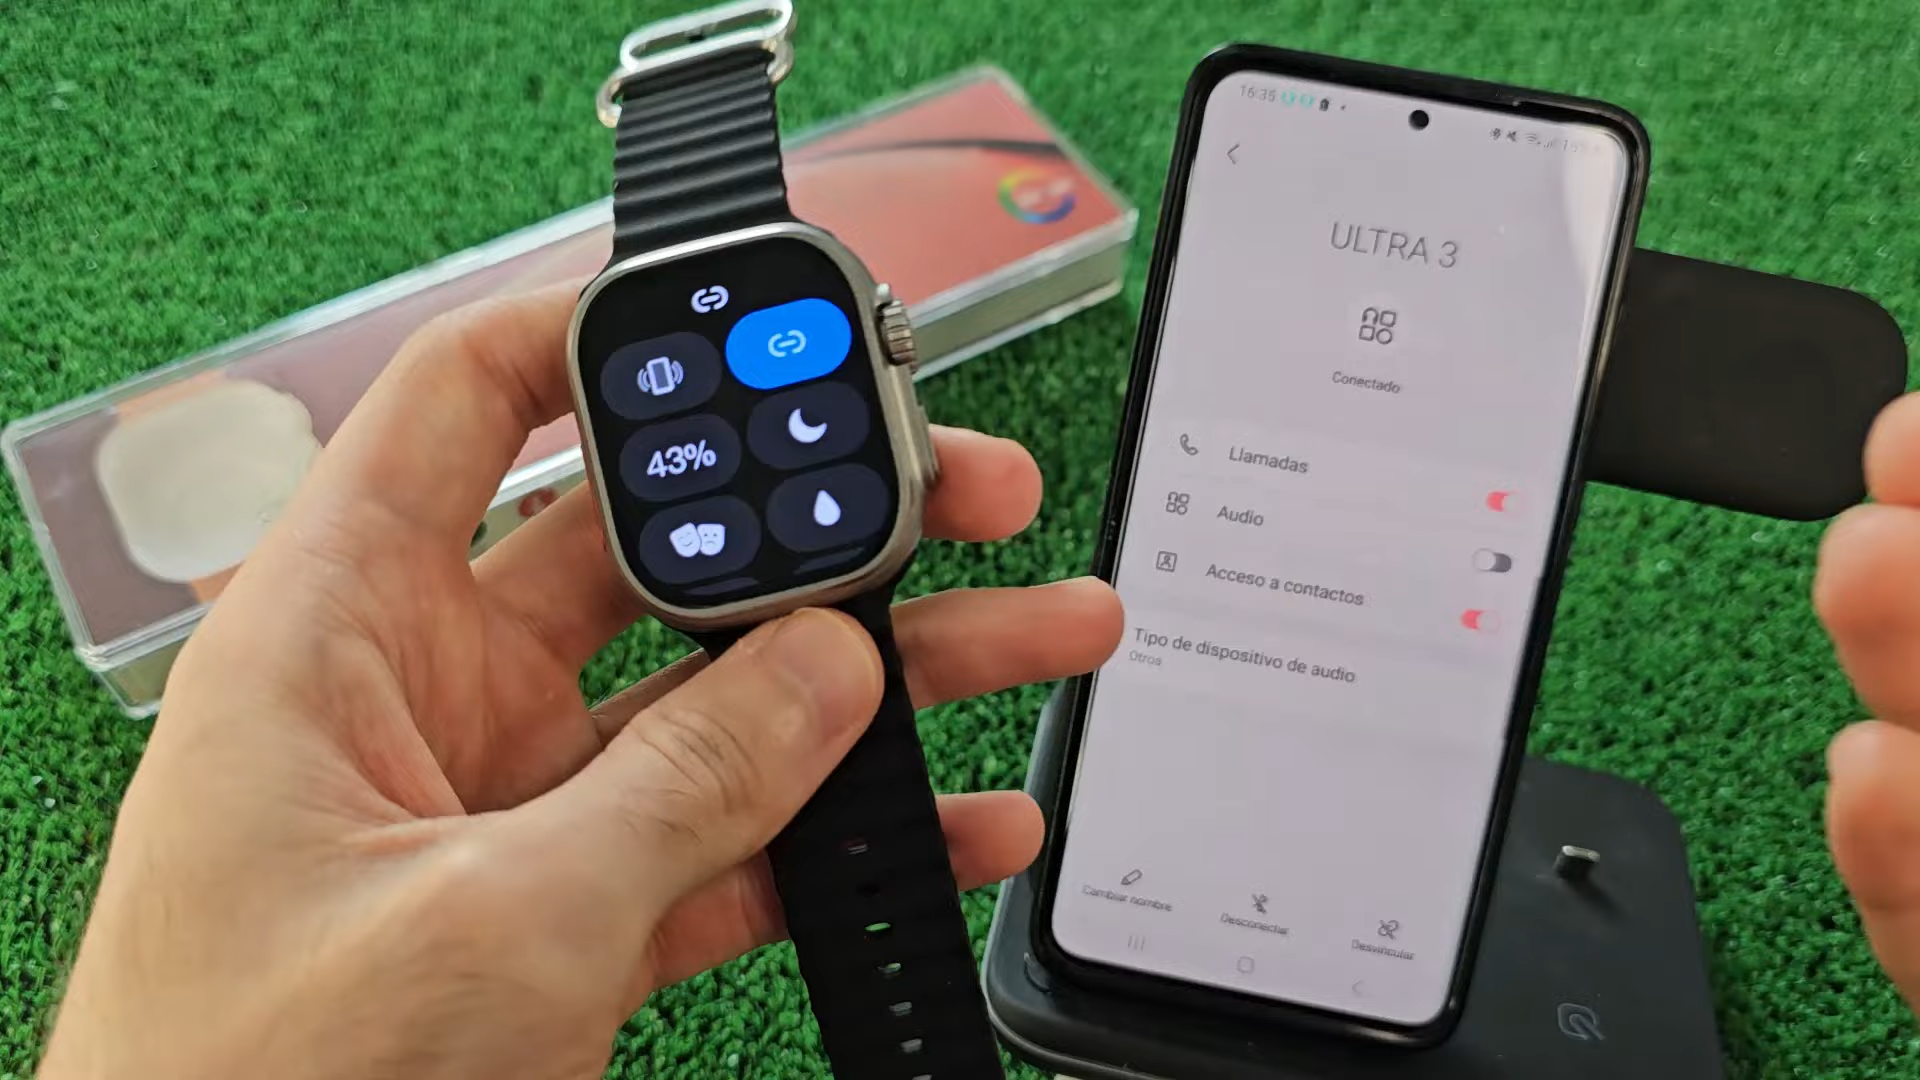 43%
16:35
ULTRA 3
Conectado
Llamadas
Audio
Acceso a contactos
Tipo de dispositivo de audio
Otros
Cambiar nombre
Desconectar
Desvincular